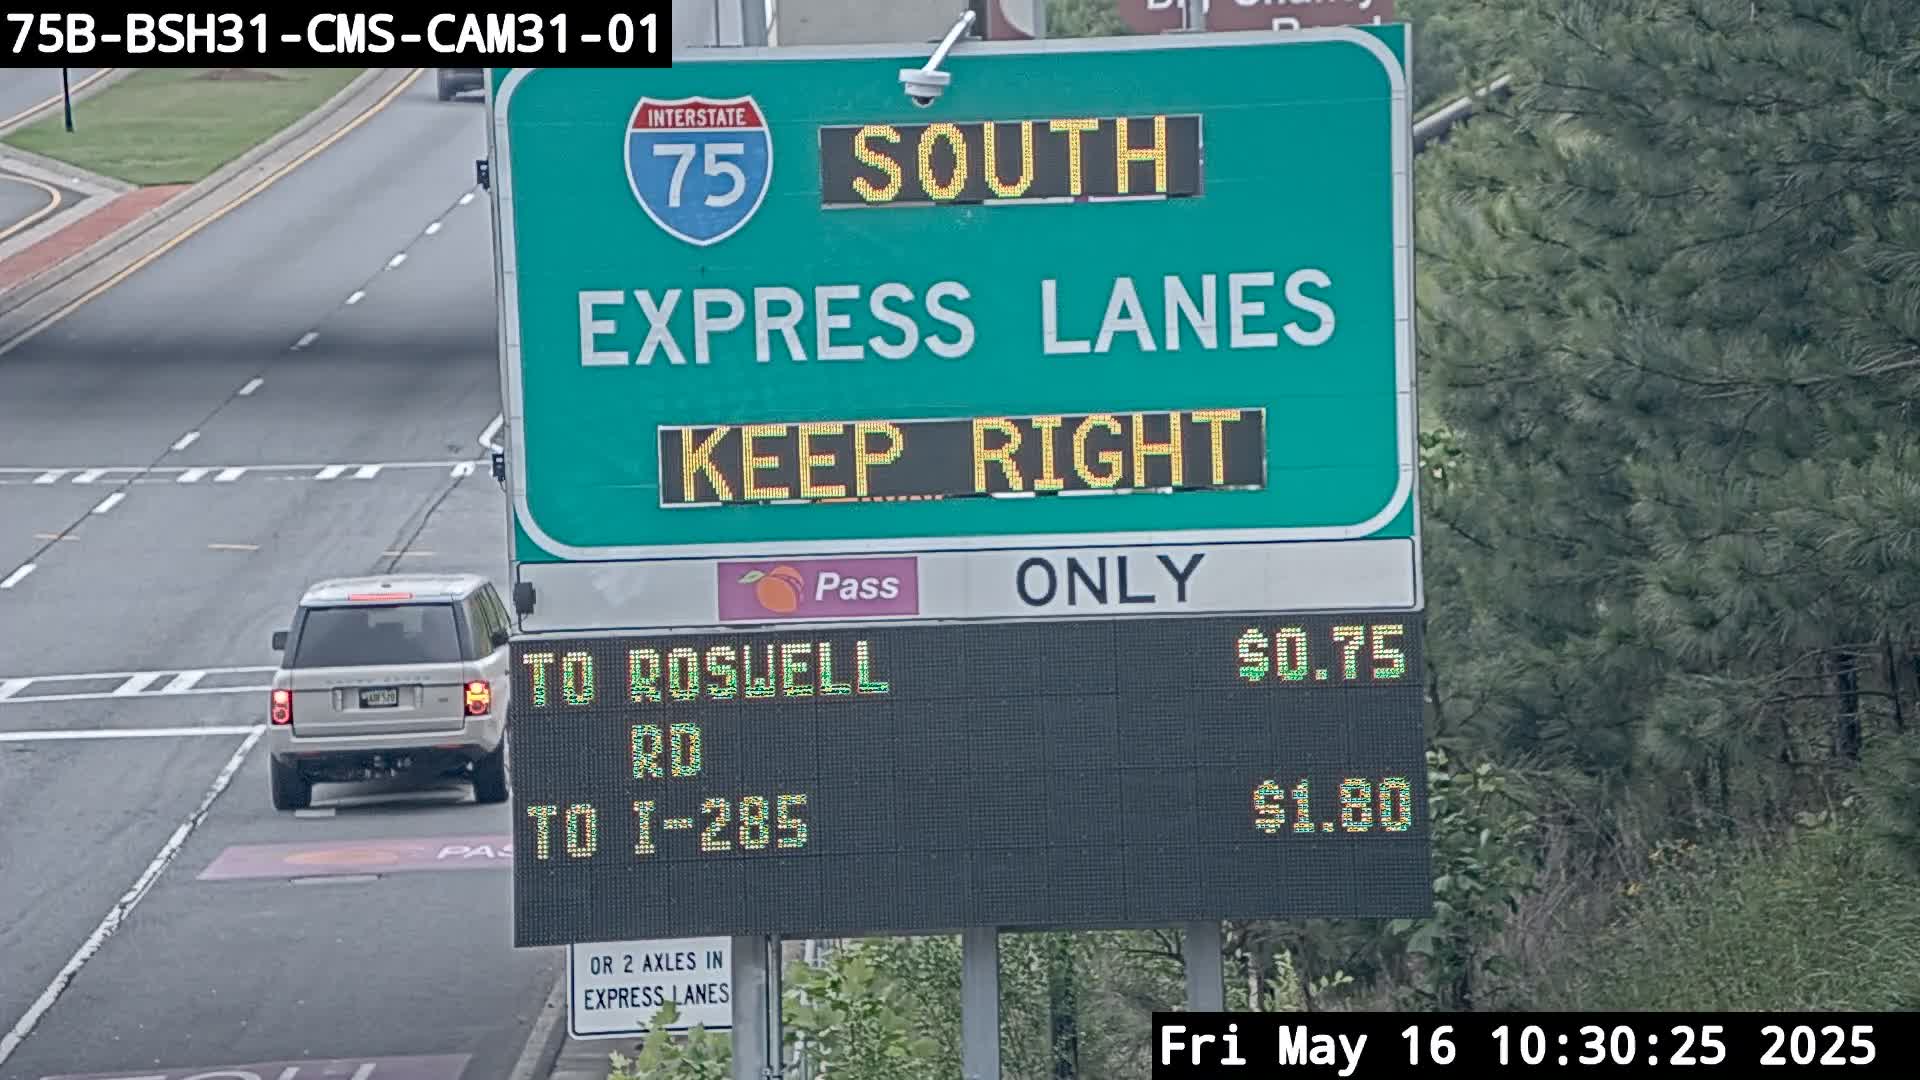 75B-BSH31-CMS-CAM31-01
INTERSTATE
75
SOUTH
EXPRESS LANES
KEEP RIGHT
Pass ONLY
TO ROSWELL $0.75
RD
TO I-285 $1.80
OR 2 AXLES IN
EXPRESS LANES
Fri May 16 10:30:25 2025